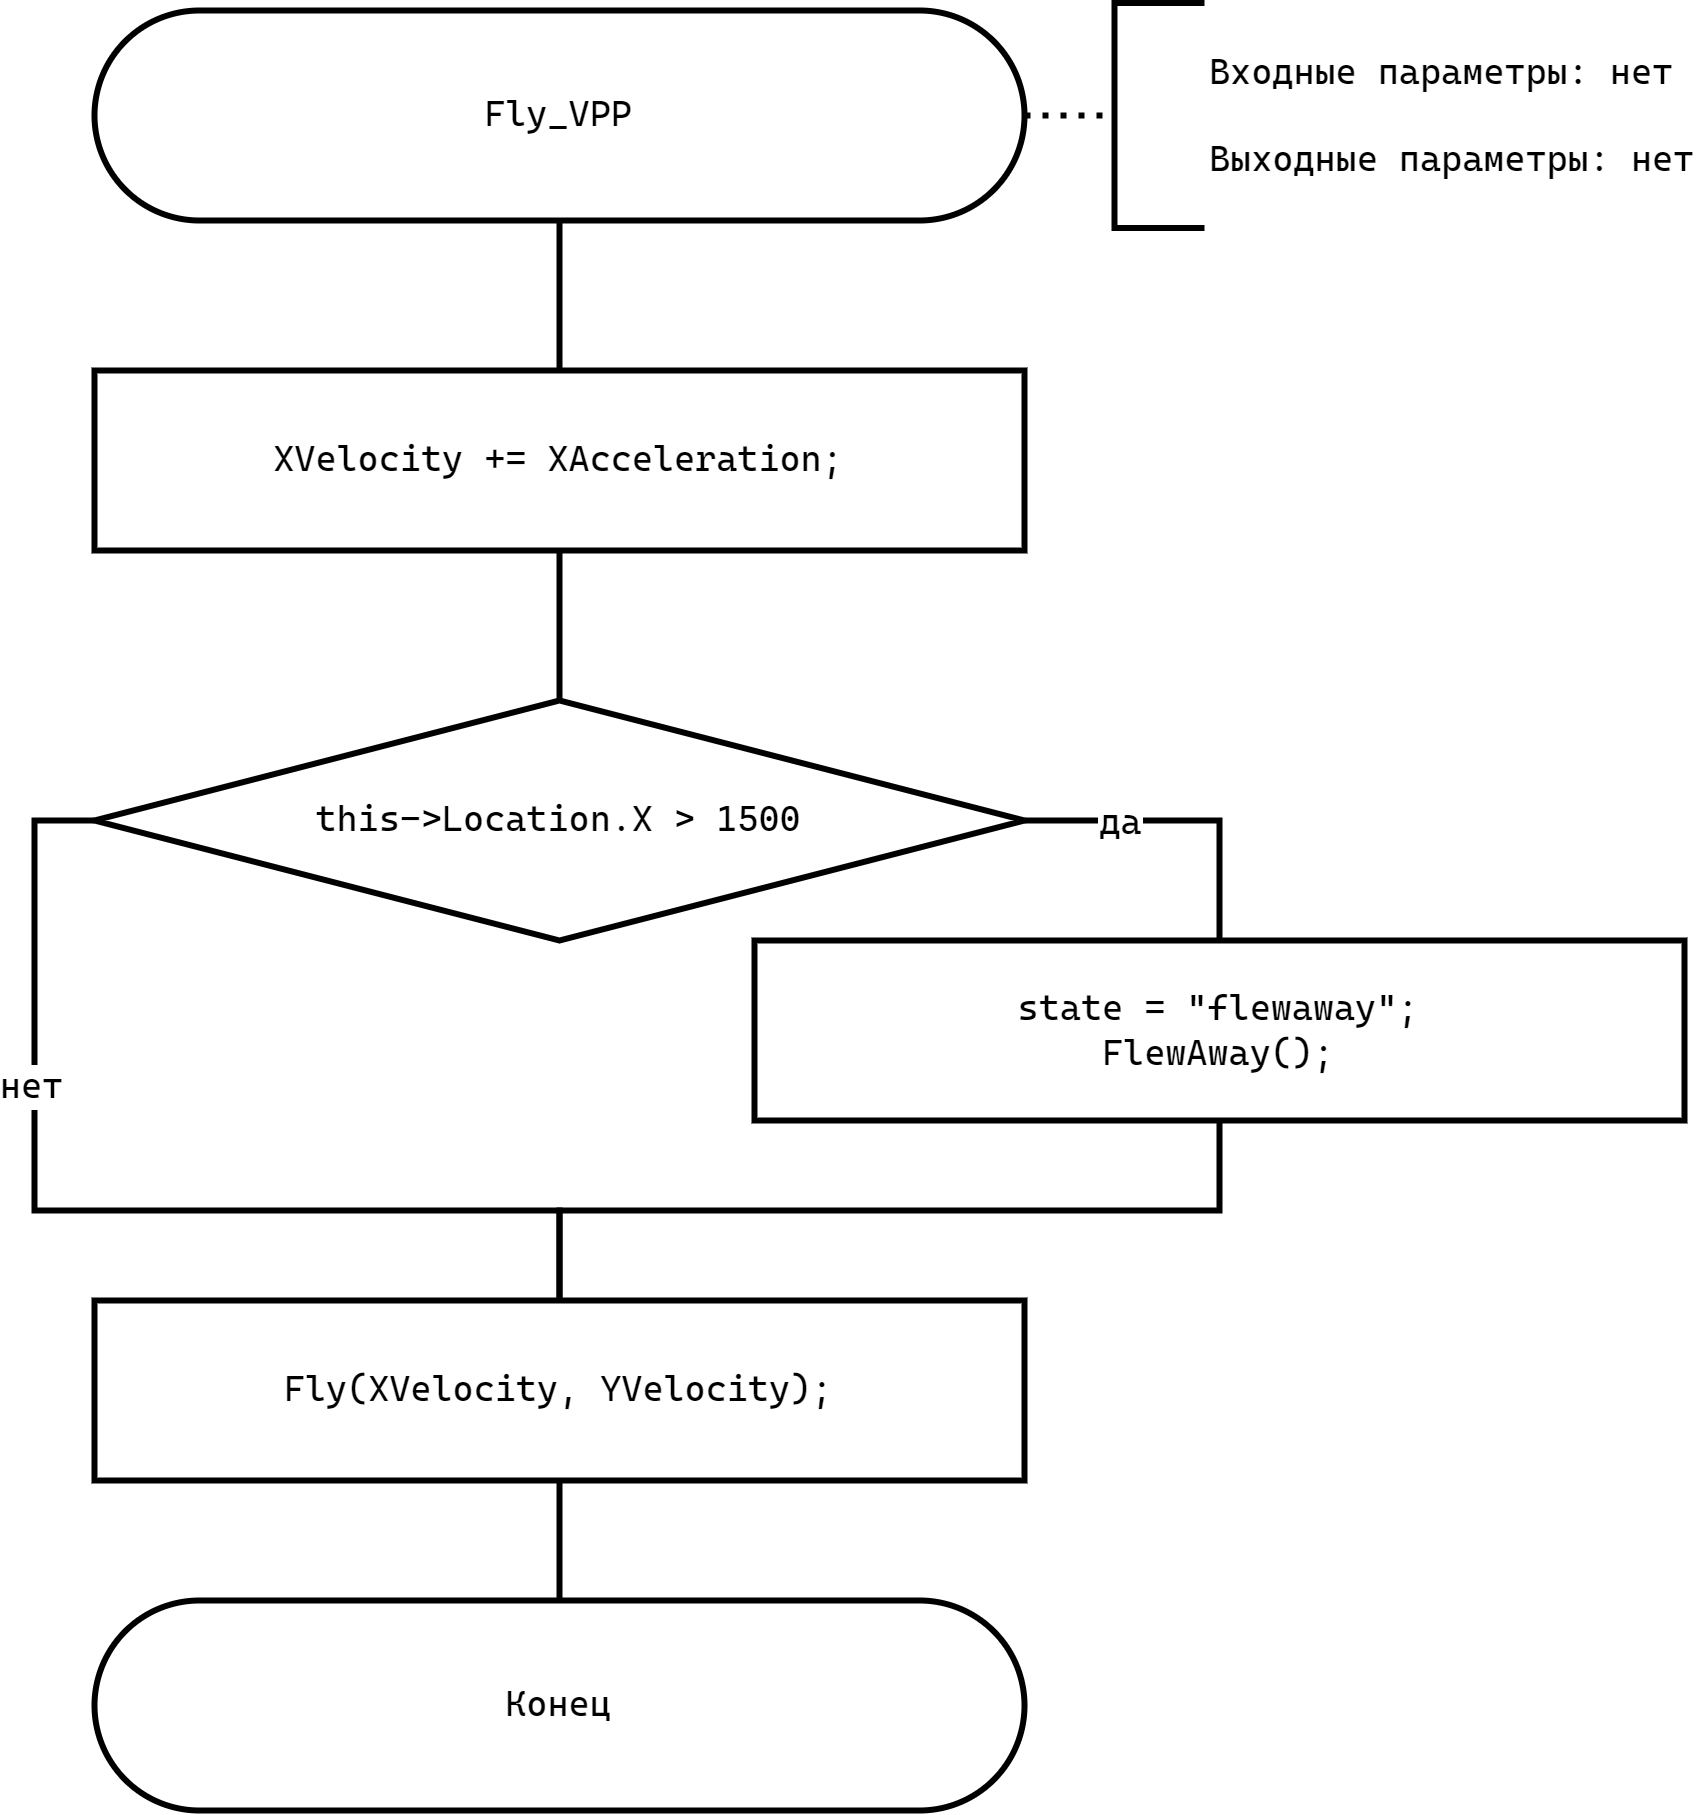 Fly_VPP
Входные параметры: нет
Выходные параметры: нет
XVelocity += XAcceleration;
this->Location.X > 1500
да
state = "flewaway";
FlewAway();
нет
Fly(XVelocity, YVelocity);
Конец